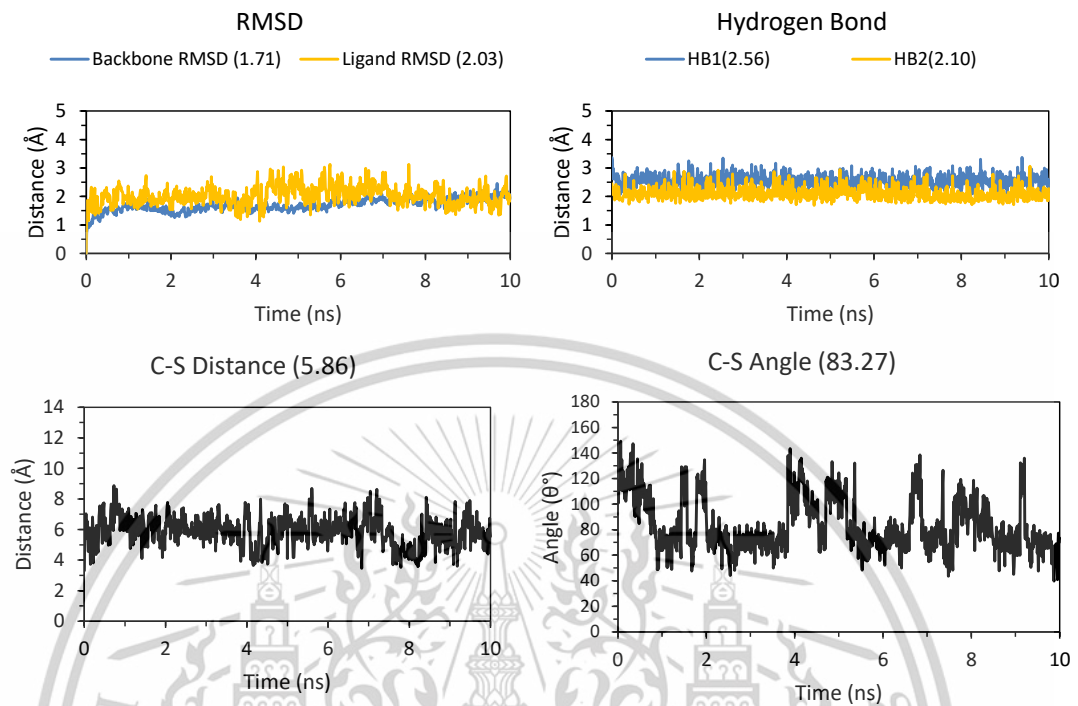 RMSD
Backbone RMSD (1.71) Ligand RMSD (2.03)
5
4
3
2
1
0
Distance (Å)
0 2 4 6 8 10
Time (ns)
Hydrogen Bond
HB1(2.56) HB2(2.10)
5
4
3
2
1
0
Distance (Å)
0 2 4 6 8 10
Time (ns)
C-S Distance (5.86)
14
12
10
8
6
4
2
0
Distance (Å)
0 2 4 6 8 10
Time (ns)
C-S Angle (83.27)
180
160
140
120
100
80
60
40
20
0
Angle (θ°)
0 2 4 6 8 10
Time (ns)